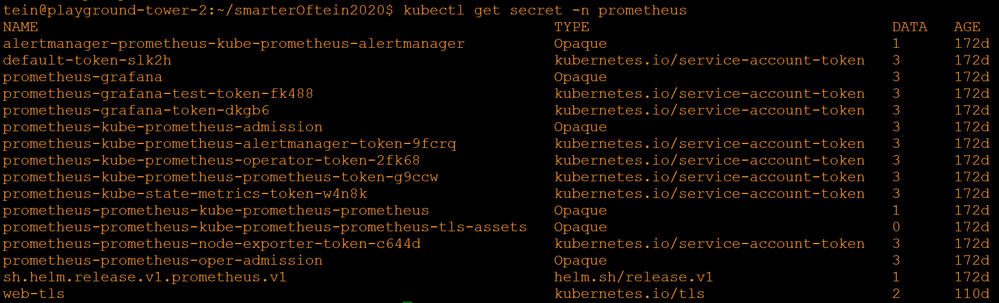 tein@playground-tower-2:~/smarterOftein2020$ kubectl get secret -n prometheus
NAME TYPE DATA AGE
alertmanager-prometheus-kube-prometheus-alertmanager Opaque 1 172d
default-token-slk2h kubernetes.io/service-account-token 3 172d
prometheus-grafana Opaque 3 172d
prometheus-grafana-test-token-fk488 kubernetes.io/service-account-token 3 172d
prometheus-grafana-token-dkgb6 kubernetes.io/service-account-token 3 172d
prometheus-kube-prometheus-admission Opaque 3 172d
prometheus-kube-prometheus-alertmanager-token-9fcrq kubernetes.io/service-account-token 3 172d
prometheus-kube-prometheus-operator-token-2fk68 kubernetes.io/service-account-token 3 172d
prometheus-kube-prometheus-prometheus-token-g9ccw kubernetes.io/service-account-token 3 172d
prometheus-kube-state-metrics-token-w4n8k kubernetes.io/service-account-token 3 172d
prometheus-prometheus-kube-prometheus-prometheus Opaque 1 172d
prometheus-prometheus-kube-prometheus-prometheus-tls-assets Opaque 0 172d
prometheus-prometheus-node-exporter-token-c644d kubernetes.io/service-account-token 3 172d
prometheus-prometheus-oper-admission Opaque 3 172d
sh.helm.release.v1.prometheus.v1 helm.sh/release.v1 1 172d
web-tls kubernetes.io/tls 2 110d